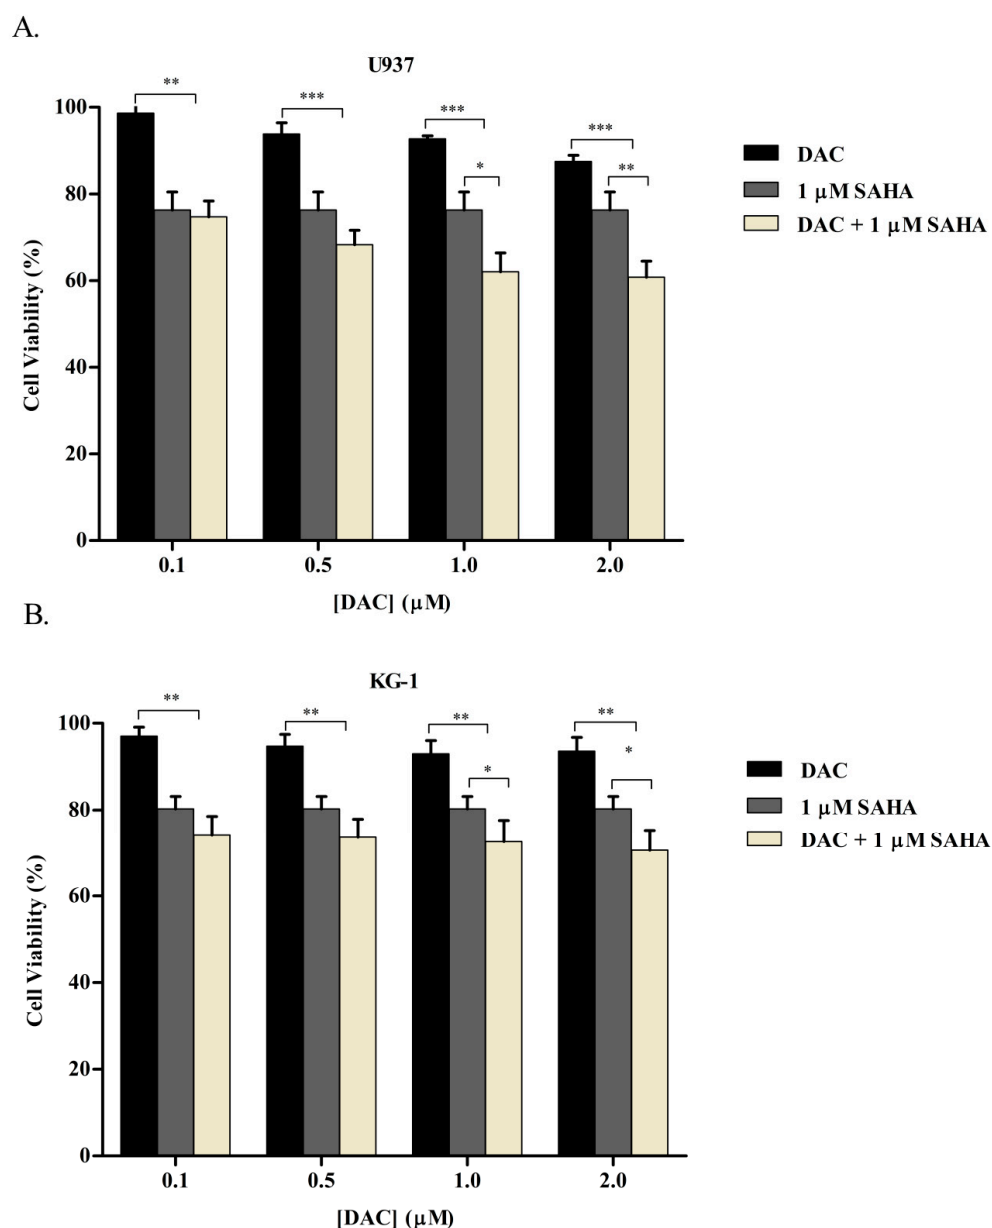 A.
U937
** *** *** ***
* **
100
80
60
40
20
0
Cell Viability (%)
0.1 0.5 1.0 2.0
[DAC] (μM)
DAC
1 μM SAHA
DAC + 1 μM SAHA
B.
KG-1
** ** ** **
* *
100
80
60
40
20
0
Cell Viability (%)
0.1 0.5 1.0 2.0
[DAC] (μM)
DAC
1 μM SAHA
DAC + 1 μM SAHA